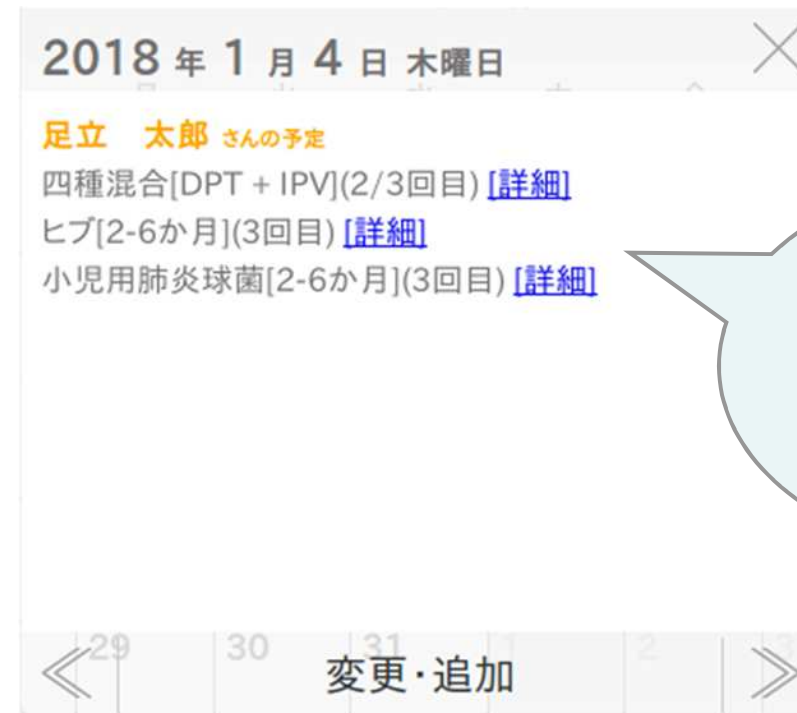 2018 年 1 月 4 日 木曜日
足立　太郎 さんの予定
四種混合[DPT + IPV](2/3回目) [詳細]
ヒブ[2-6か月](3回目) [詳細]
小児用肺炎球菌[2-6か月](3回目) [詳細]
29 30 31 1 2 3
変更・追加